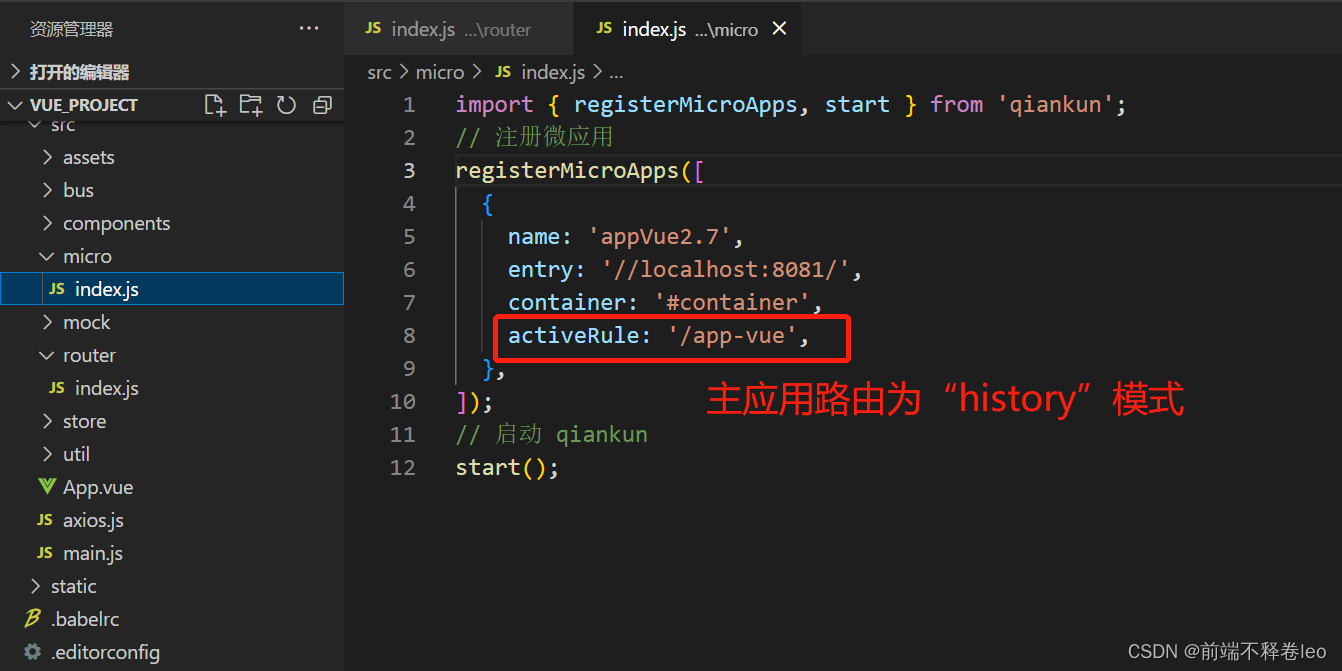 资源管理器 ···
打开的编辑器
VUE_PROJECT
src
assets
bus
components
micro
JS index.js
mock
router
JS index.js
store
util
App.vue
JS axios.js
JS main.js
static
.babelrc
.editorconfig
JS index.js ...\router JS index.js ...\micro
src > micro > JS index.js > ...
1 import { registerMicroApps, start } from 'qiankun';
2 // 注册微应用
3 registerMicroApps([
4 {
5 name: 'appVue2.7',
6 entry: '//localhost:8081/',
7 container: '#container',
8 activeRule: '/app-vue',
9 },
10 ]);
11 // 启动 qiankun
12 start();
主应用路由为“history”模式
CSDN @前端不释卷leo